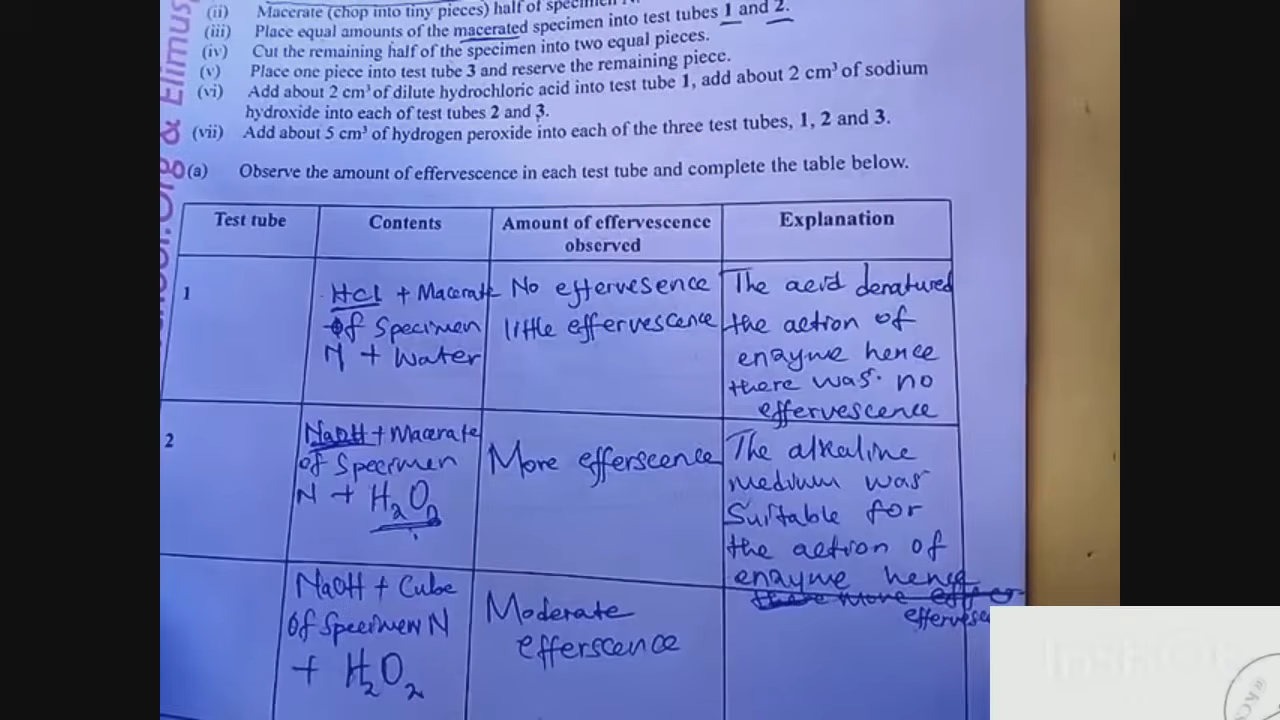 (ii) Macerate (chop into tiny pieces) half of specimen N.
(iii) Place equal amounts of the macerated specimen into test tubes 1 and 2.
(iv) Cut the remaining half of the specimen into two equal pieces.
(v) Place one piece into test tube 3 and reserve the remaining piece.
(vi) Add about 2 cm³ of dilute hydrochloric acid into test tube 1, add about 2 cm³ of sodium
hydroxide into each of test tubes 2 and 3.
(vii) Add about 5 cm³ of hydrogen peroxide into each of the three test tubes, 1, 2 and 3.
(a) Observe the amount of effervescence in each test tube and complete the table below.
Test tube
Contents
Amount of effervescence
observed
Explanation
1
HCl + Macerate
of Specimen
N + Water
No effervesence
little effervescence
The acid denatured
the action of
enzyme hence
there was no
effervescence
2
NaOH + Macerate
of Specimen
N + H₂O₂
More efferscence
The alkaline
medium was
Suitable for
the action of
enzyme hence
there more effer
effervesce
NaOH + Cube
of Specimen N
+ H₂O₂
Moderate
efferscence
& Elimus